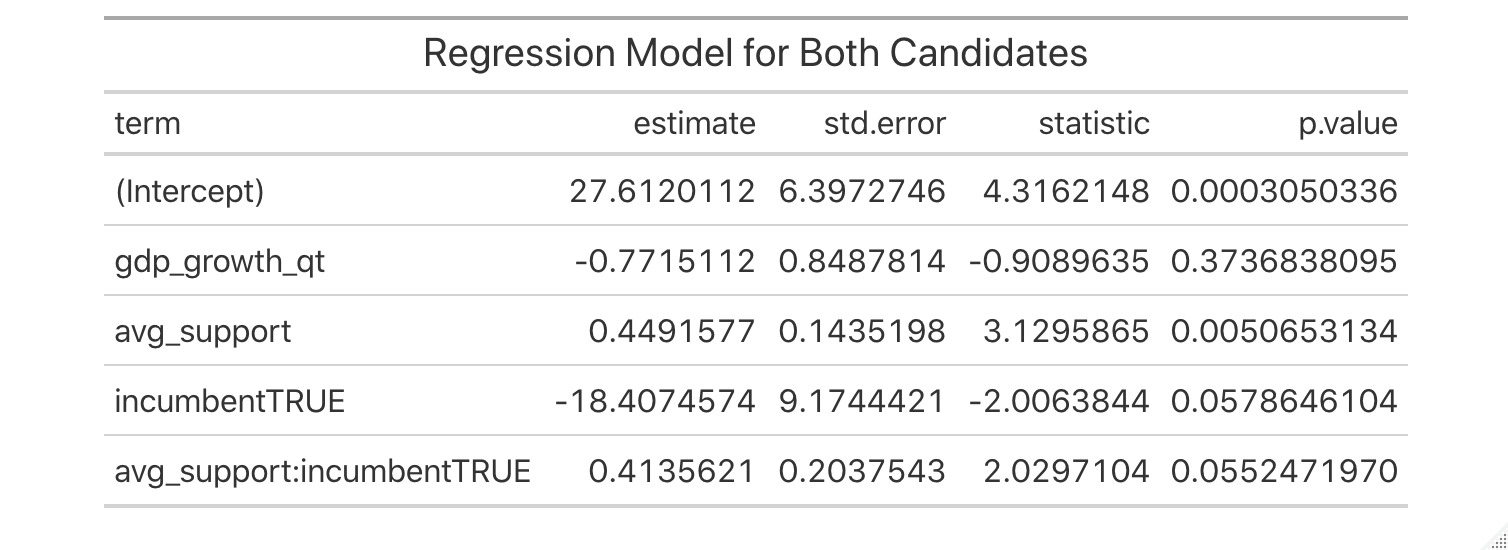 Regression Model for Both Candidates
term estimate std.error statistic p.value
(Intercept) 27.6120112 6.3972746 4.3162148 0.0003050336
gdp_growth_qt -0.7715112 0.8487814 -0.9089635 0.3736838095
avg_support 0.4491577 0.1435198 3.1295865 0.0050653134
incumbentTRUE -18.4074574 9.1744421 -2.0063844 0.0578646104
avg_support:incumbentTRUE 0.4135621 0.2037543 2.0297104 0.0552471970